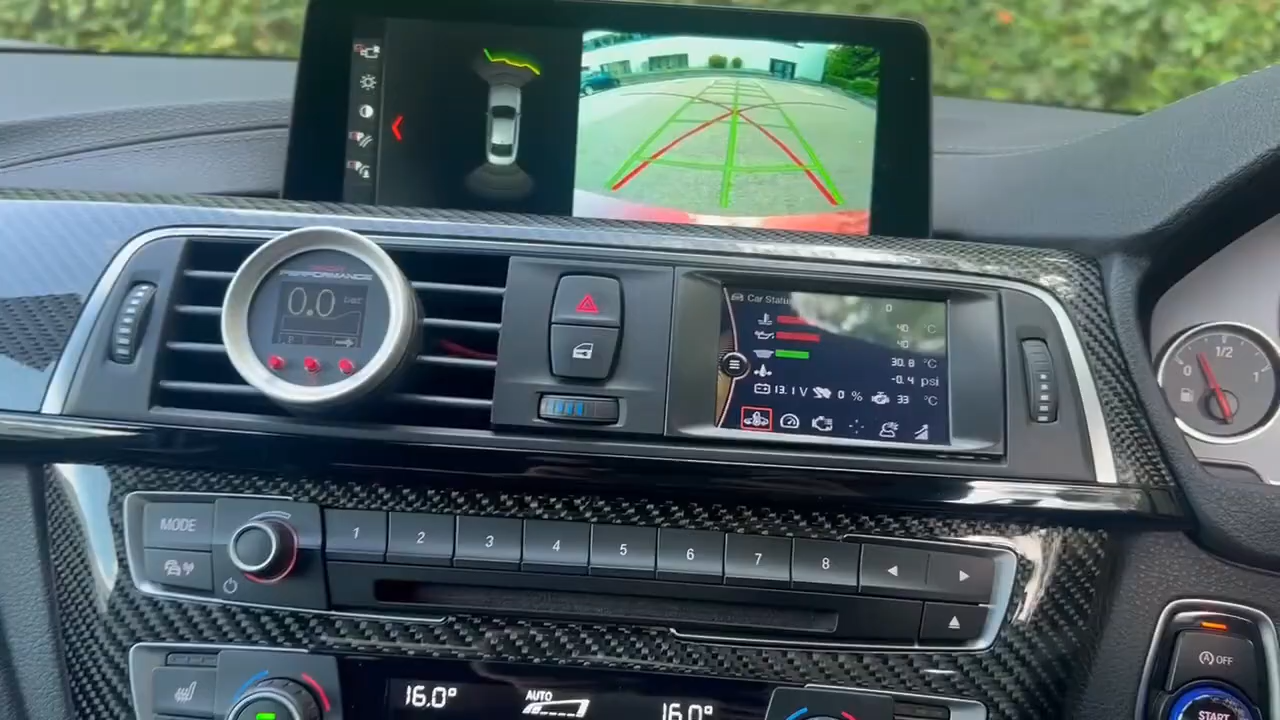 PERFORMANCE
0.0 bar
P
Car Status
0
40 °C
40
30.8 °C
-0.4 psi
13.1 V 0 % 33 °C
0 1/2 1
MODE
1 2 3 4 5 6 7 8
16.0° AUTO 16.0°
A OFF
START